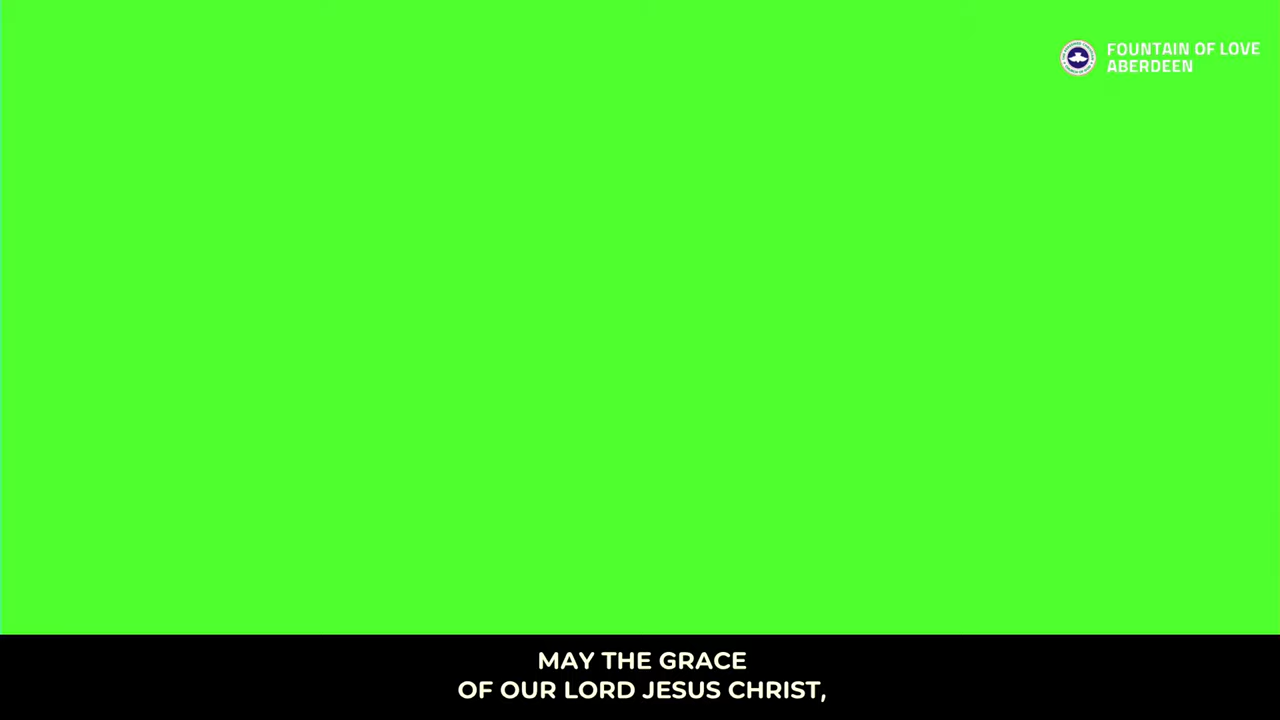 FOUNTAIN OF LOVE
ABERDEEN
MAY THE GRACE
OF OUR LORD JESUS CHRIST,